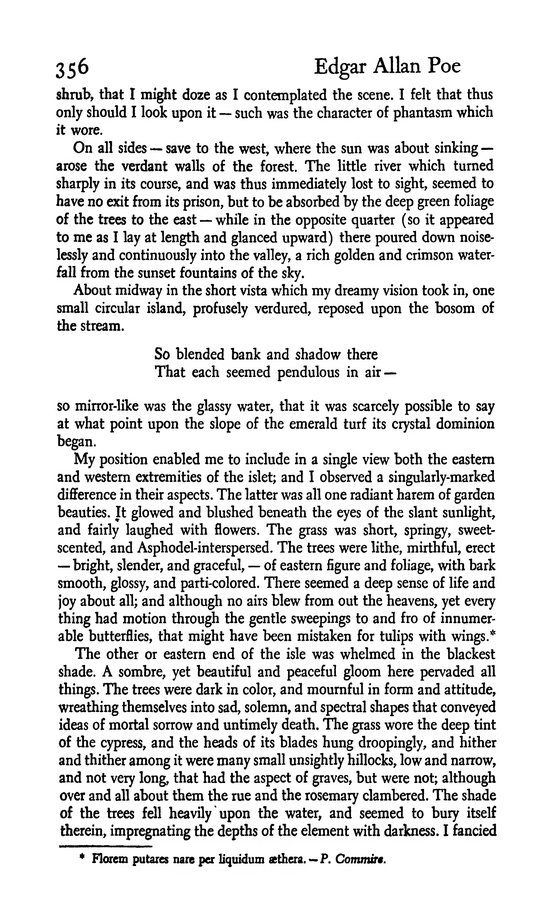 356 Edgar Allan Poe
shrub, that I might doze as I contemplated the scene. I felt that thus
only should I look upon it — such was the character of phantasm which
it wore.
On all sides — save to the west, where the sun was about sinking —
arose the verdant walls of the forest. The little river which turned
sharply in its course, and was thus immediately lost to sight, seemed to
have no exit from its prison, but to be absorbed by the deep green foliage
of the trees to the east — while in the opposite quarter (so it appeared
to me as I lay at length and glanced upward) there poured down noise-
lessly and continuously into the valley, a rich golden and crimson water-
fall from the sunset fountains of the sky.
About midway in the short vista which my dreamy vision took in, one
small circular island, profusely verdured, reposed upon the bosom of
the stream.
So blended bank and shadow there
That each seemed pendulous in air —
so mirror-like was the glassy water, that it was scarcely possible to say
at what point upon the slope of the emerald turf its crystal dominion
began.
My position enabled me to include in a single view both the eastern
and western extremities of the islet; and I observed a singularly-marked
difference in their aspects. The latter was all one radiant harem of garden
beauties. It glowed and blushed beneath the eyes of the slant sunlight,
and fairly laughed with flowers. The grass was short, springy, sweet-
scented, and Asphodel-interspersed. The trees were lithe, mirthful, erect
— bright, slender, and graceful, — of eastern figure and foliage, with bark
smooth, glossy, and parti-colored. There seemed a deep sense of life and
joy about all; and although no airs blew from out the heavens, yet every
thing had motion through the gentle sweepings to and fro of innumer-
able butterflies, that might have been mistaken for tulips with wings.*
The other or eastern end of the isle was whelmed in the blackest
shade. A sombre, yet beautiful and peaceful gloom here pervaded all
things. The trees were dark in color, and mournful in form and attitude,
wreathing themselves into sad, solemn, and spectral shapes that conveyed
ideas of mortal sorrow and untimely death. The grass wore the deep tint
of the cypress, and the heads of its blades hung droopingly, and hither
and thither among it were many small unsightly hillocks, low and narrow,
and not very long, that had the aspect of graves, but were not; although
over and all about them the rue and the rosemary clambered. The shade
of the trees fell heavily upon the water, and seemed to bury itself
therein, impregnating the depths of the element with darkness. I fancied
* Florem putares nare per liquidum æthera. — P. Commire.